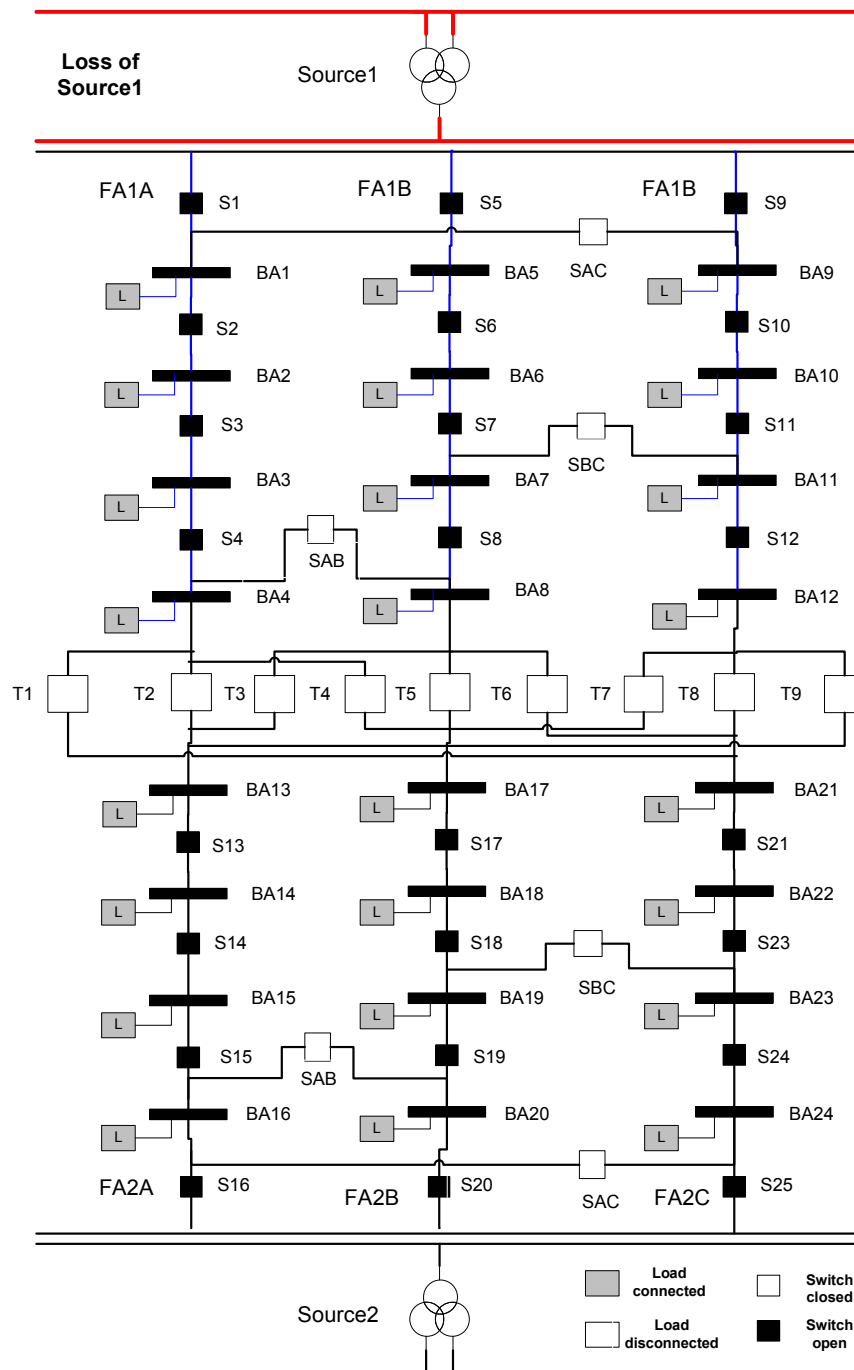 Loss of
Source1
Source1
FA1A
FA1B
FA1B
S1
S5
S9
SAC
BA1
BA5
BA9
L
L
L
S2
S6
S10
BA2
BA6
BA10
L
L
L
S3
S7
S11
SBC
BA3
BA7
BA11
L
L
L
S4
SAB
S8
S12
BA4
BA8
BA12
L
L
L
T1
T2
T3
T4
T5
T6
T7
T8
T9
BA13
BA17
BA21
L
L
L
S13
S17
S21
BA14
BA18
BA22
L
L
L
S14
S18
S23
SBC
BA15
BA19
BA23
L
L
L
S15
SAB
S19
S24
BA16
BA20
BA24
L
L
L
FA2A
S16
FA2B
S20
SAC
FA2C
S25
Source2
Load
connected
Switch
closed
Load
disconnected
Switch
open